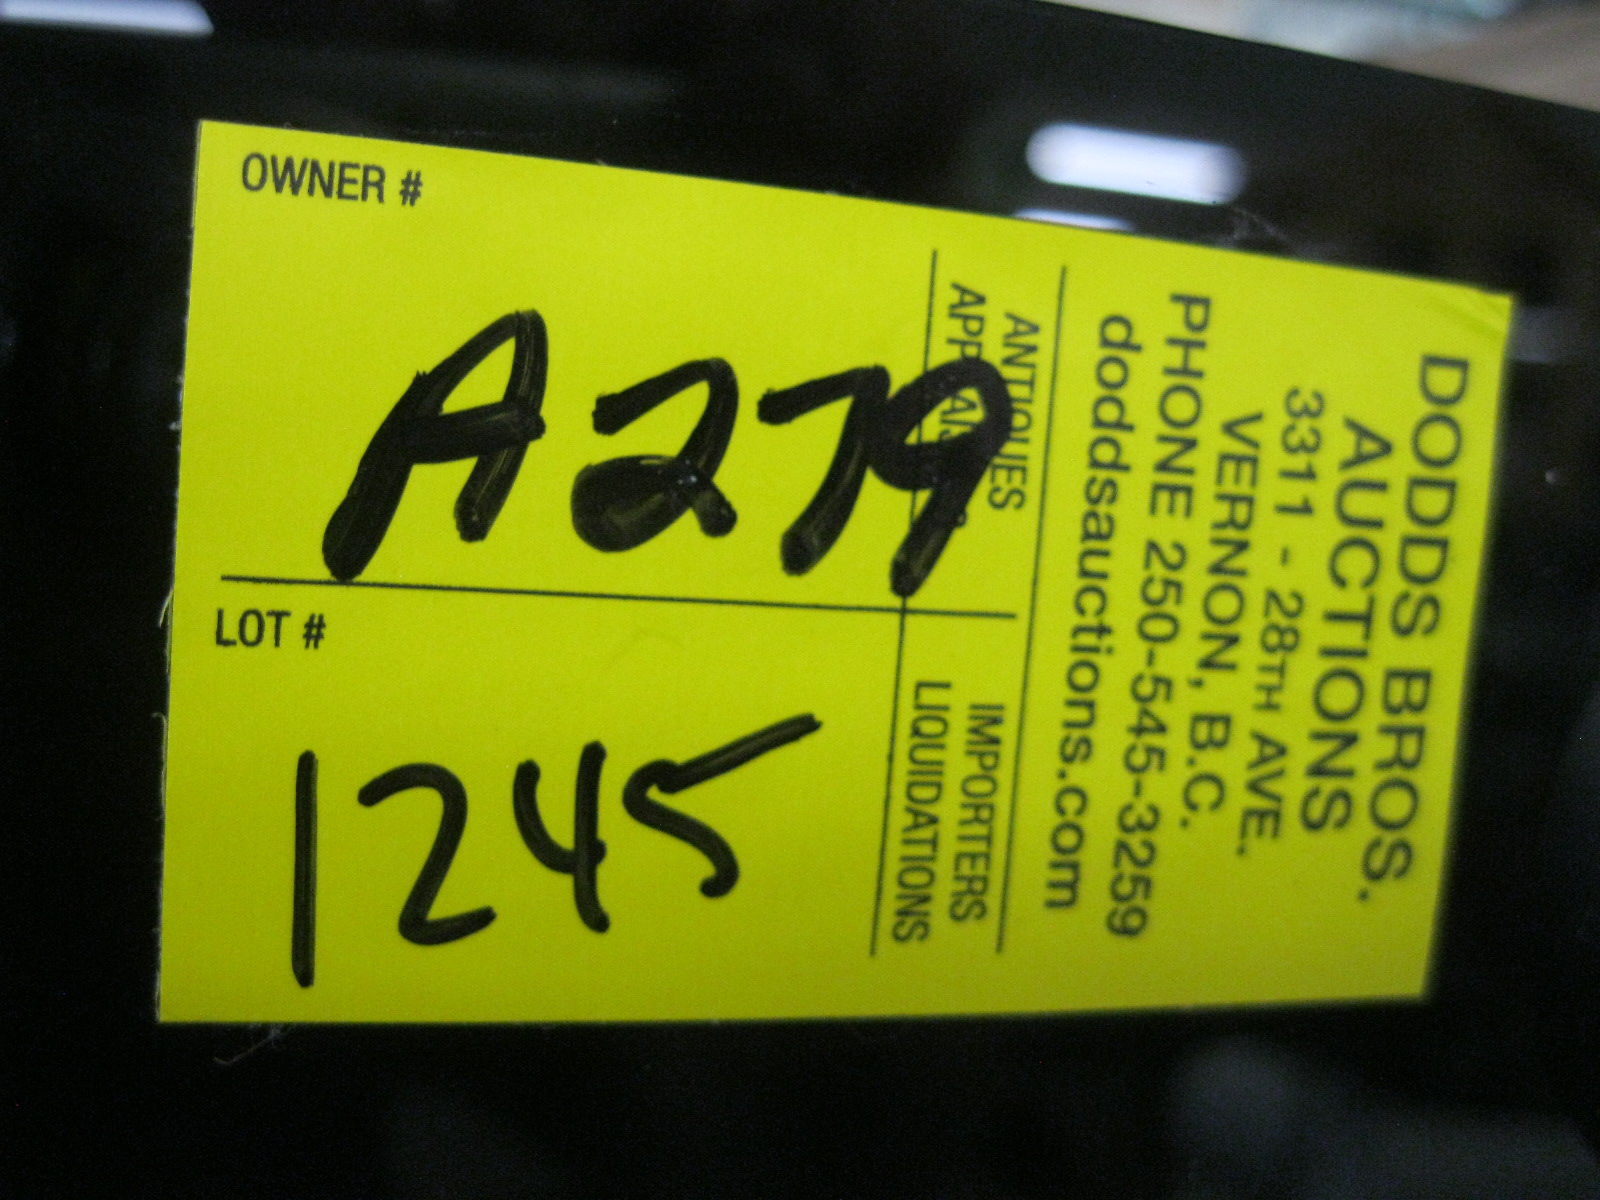 OWNER #
A279
LOT #
1245
DODDS BROS.
AUCTIONS
3311 - 28TH AVE.
VERNON, B.C.
PHONE 250-545-3259
doddsauctions.com
ANTIQUES
APPRAISERS
IMPORTERS
LIQUIDATIONS